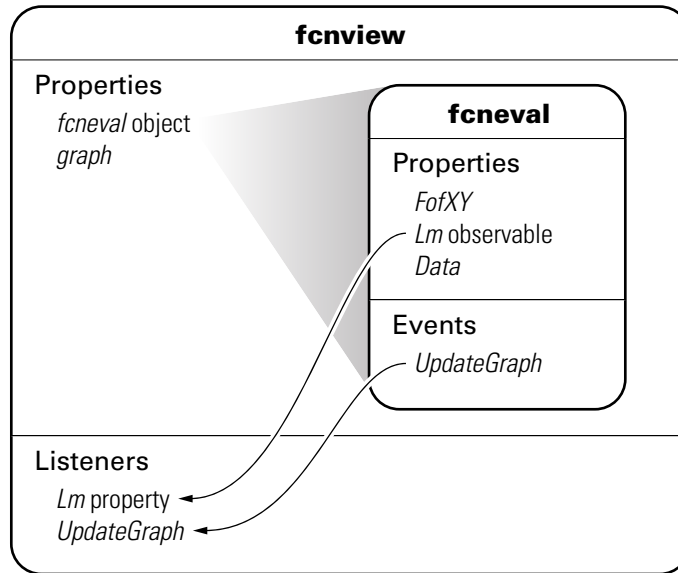 fcnview
Properties
fcneval object
graph
fcneval
Properties
FofXY
Lm observable
Data
Events
UpdateGraph
Listeners
Lm property
UpdateGraph